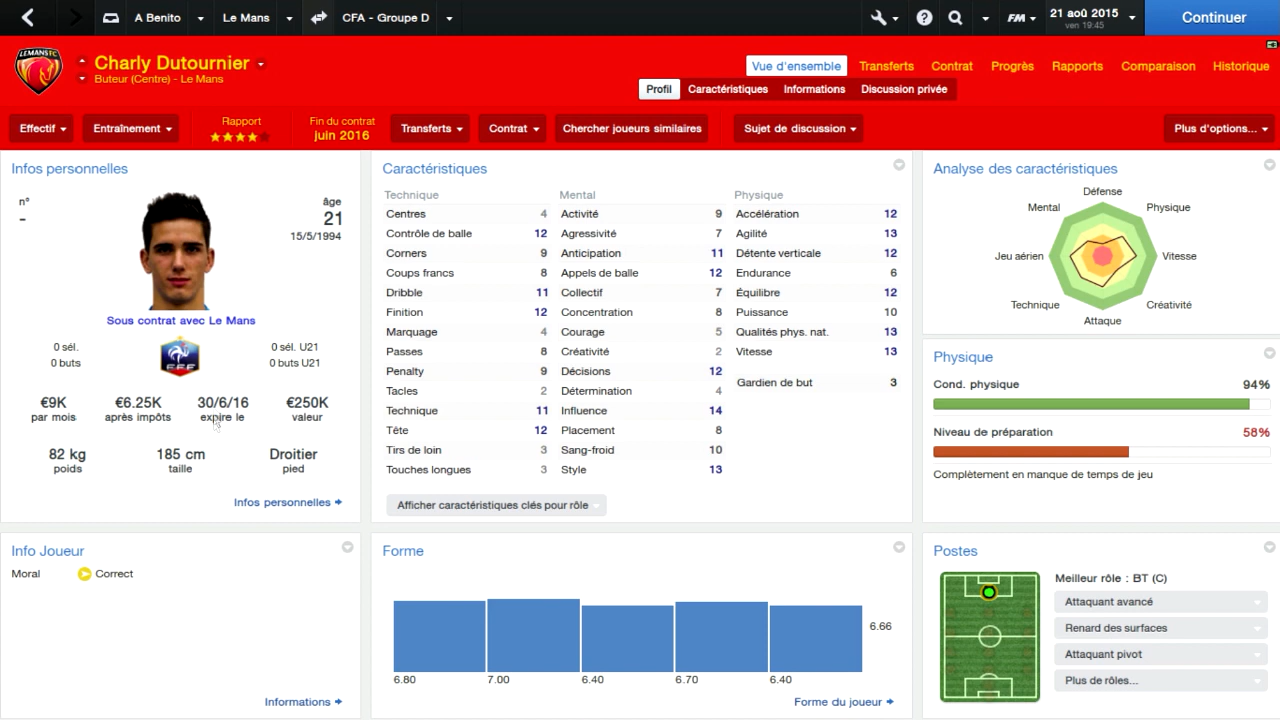 A Benito
Le Mans
CFA - Groupe D
FM
21 aoû 2015
ven 19:45
Continuer
LE MANS FC
Charly Dutournier
Buteur (Centre) - Le Mans
Vue d'ensemble
Transferts
Contrat
Progrès
Rapports
Comparaison
Historique
Profil
Caractéristiques
Informations
Discussion privée
Effectif
Entraînement
Rapport
Fin du contrat
juin 2016
Transferts
Contrat
Chercher joueurs similaires
Sujet de discussion
Plus d'options...
Infos personnelles
n°
-
âge
21
15/5/1994
Sous contrat avec Le Mans
0 sél.
0 buts
FFF
0 sél. U21
0 buts U21
€9K
par mois
€6.25K
après impôts
30/6/16
expire le
€250K
valeur
82 kg
poids
185 cm
taille
Droitier
pied
Infos personnelles
Caractéristiques
Technique
Centres 4
Contrôle de balle 12
Corners 9
Coups francs 8
Dribble 11
Finition 12
Marquage 4
Passes 8
Penalty 9
Tacles 2
Technique 11
Tête 12
Tirs de loin 3
Touches longues 3
Mental
Activité 9
Agressivité 7
Anticipation 11
Appels de balle 12
Collectif 7
Concentration 8
Courage 5
Créativité 2
Décisions 12
Détermination 4
Influence 14
Placement 8
Sang-froid 10
Style 13
Physique
Accélération 12
Agilité 13
Détente verticale 12
Endurance 6
Équilibre 12
Puissance 10
Qualités phys. nat. 13
Vitesse 13
Gardien de but 3
Afficher caractéristiques clés pour rôle
Analyse des caractéristiques
Défense
Mental
Physique
Jeu aérien
Vitesse
Technique
Créativité
Attaque
Physique
Cond. physique 94%
Niveau de préparation 58%
Complètement en manque de temps de jeu
Info Joueur
Moral Correct
Informations
Forme
6.66
6.80 7.00 6.40 6.70 6.40
Forme du joueur
Postes
Meilleur rôle : BT (C)
Attaquant avancé
Renard des surfaces
Attaquant pivot
Plus de rôles...